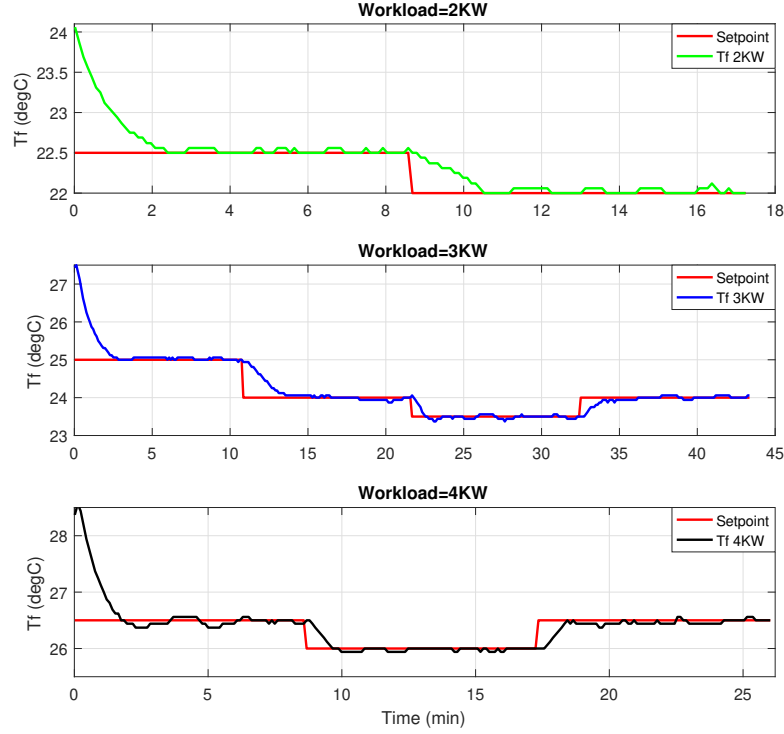 Workload=2KW
24
23.5
23
22.5
22
Tf (degC)
Setpoint
Tf 2KW
0 2 4 6 8 10 12 14 16 18
Workload=3KW
27
26
25
24
23
Tf (degC)
Setpoint
Tf 3KW
0 5 10 15 20 25 30 35 40 45
Workload=4KW
28
27
26
Tf (degC)
Setpoint
Tf 4KW
0 5 10 15 20 25
Time (min)